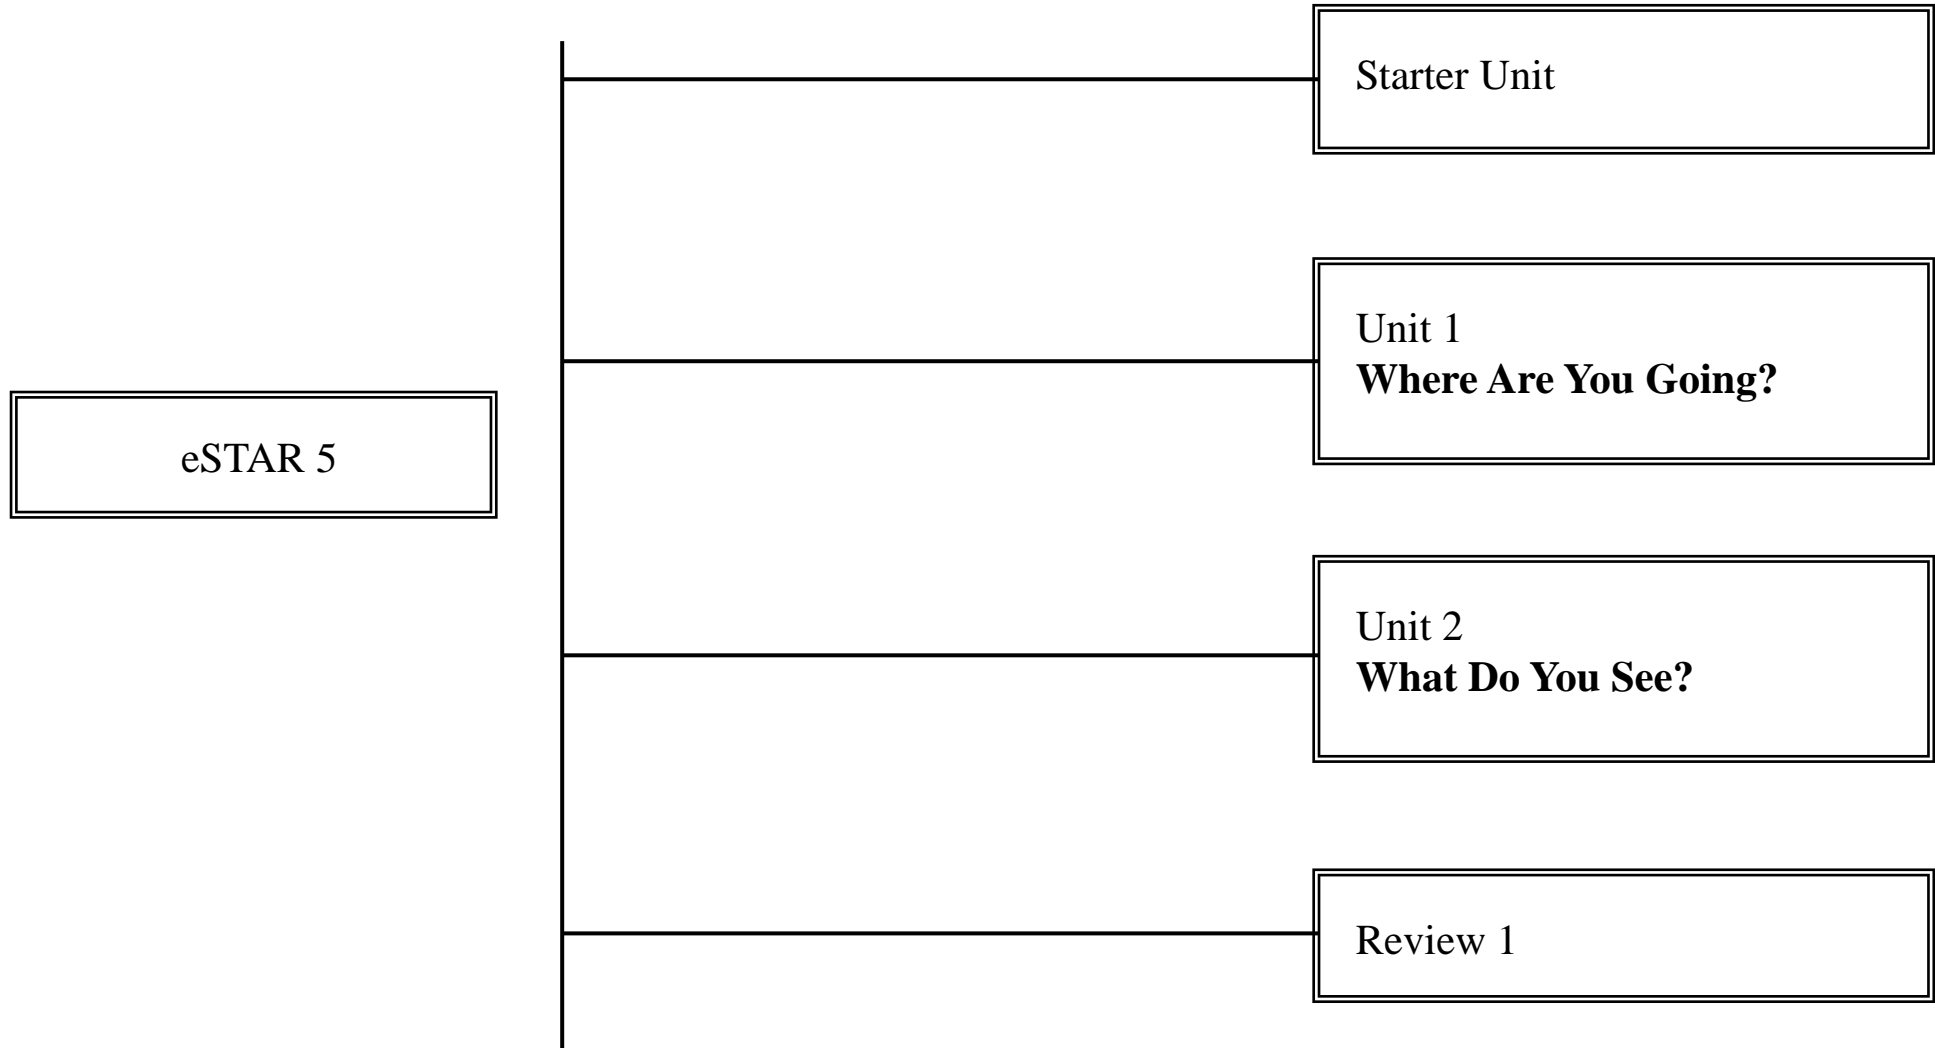 Starter Unit
Unit 1
Where Are You Going?
eSTAR 5
Unit 2
What Do You See?
Review 1